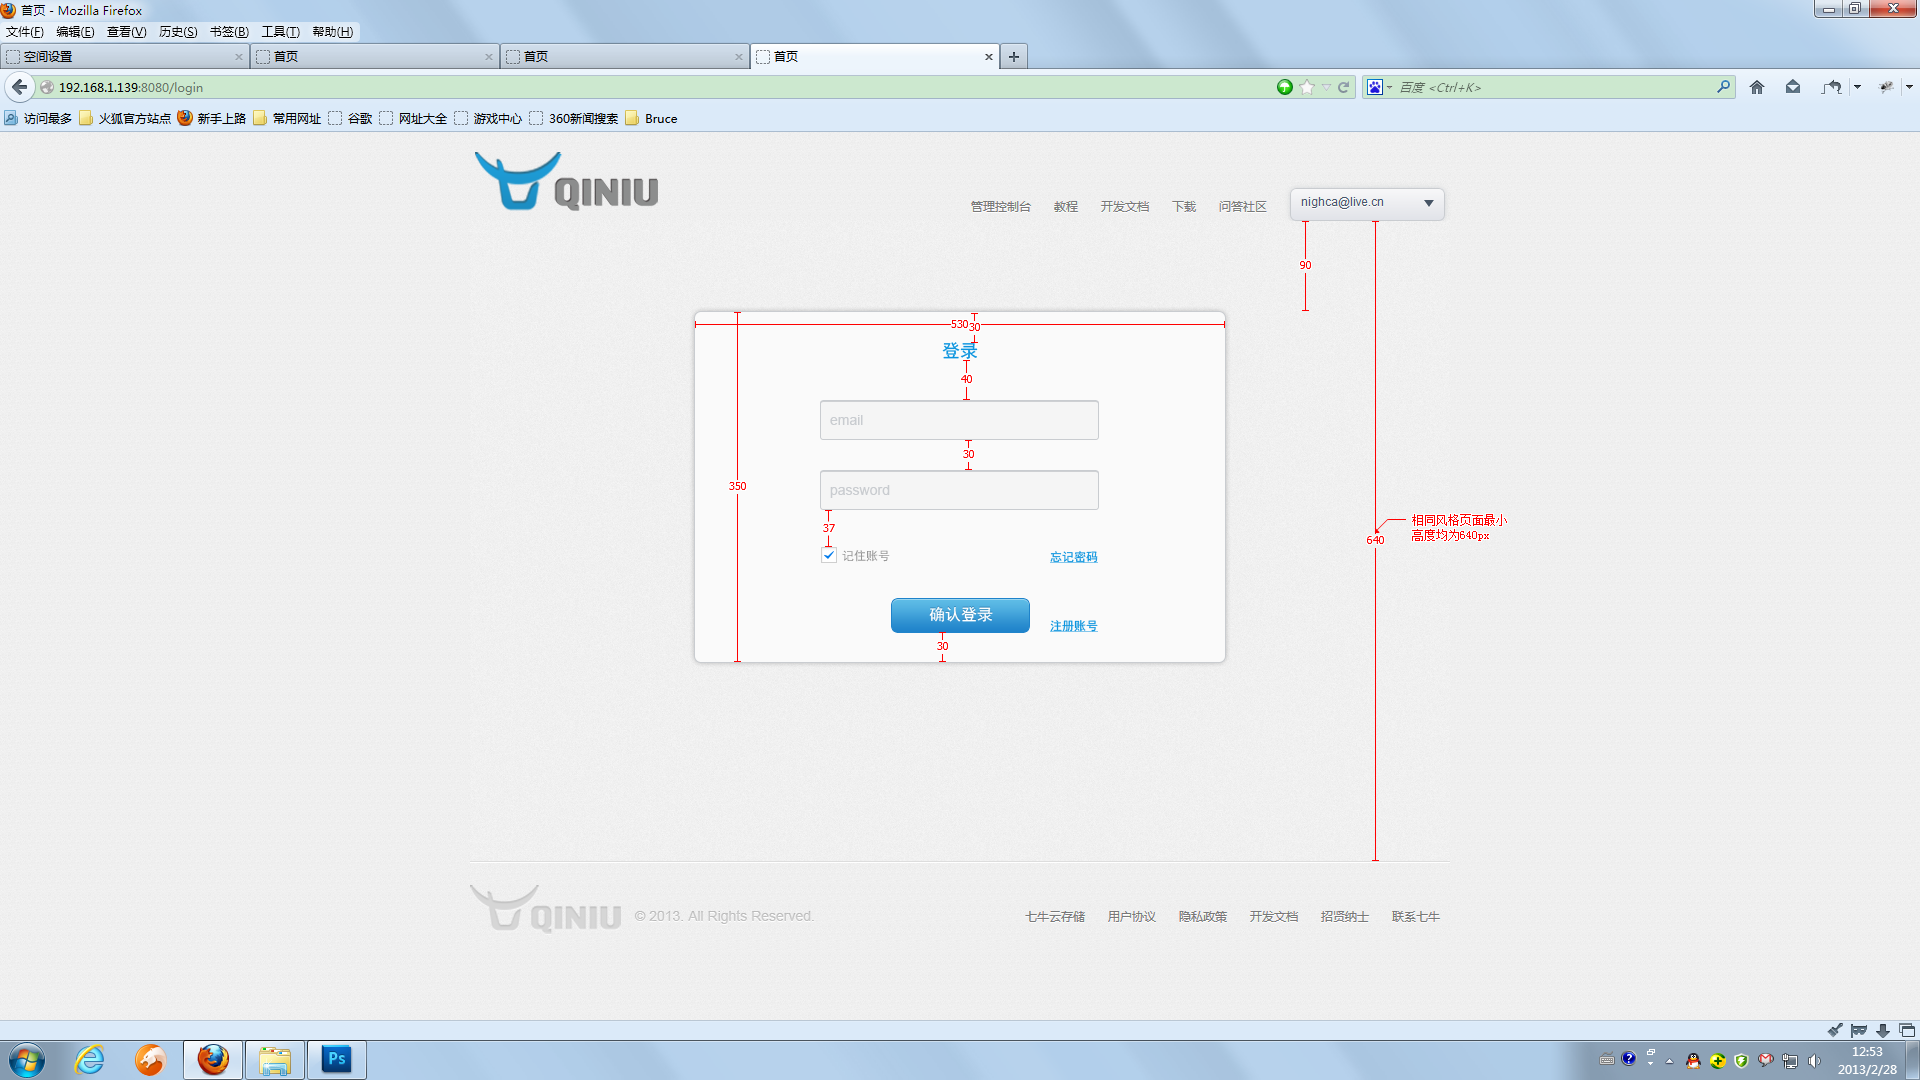 首页 - Mozilla Firefox
文件(F) 编辑(E) 查看(V) 历史(S) 书签(B) 工具(T) 帮助(H)
空间设置 首页 首页 首页
192.168.1.139:8080/login 百度 <Ctrl+K>
访问最多 火狐官方站点 新手上路 常用网址 谷歌 网址大全 游戏中心 360新闻搜索 Bruce
QINIU
管理控制台 教程 开发文档 下载 问答社区 nighca@live.cn
90
530 30
登录
40
email
30
350
password
37
相同风格页面最小
高度均为640px
640
记住账号 忘记密码
确认登录
注册账号
30
QINIU © 2013. All Rights Reserved. 七牛云存储 用户协议 隐私政策 开发文档 招贤纳士 联系七牛
Ps
12:53
2013/2/28